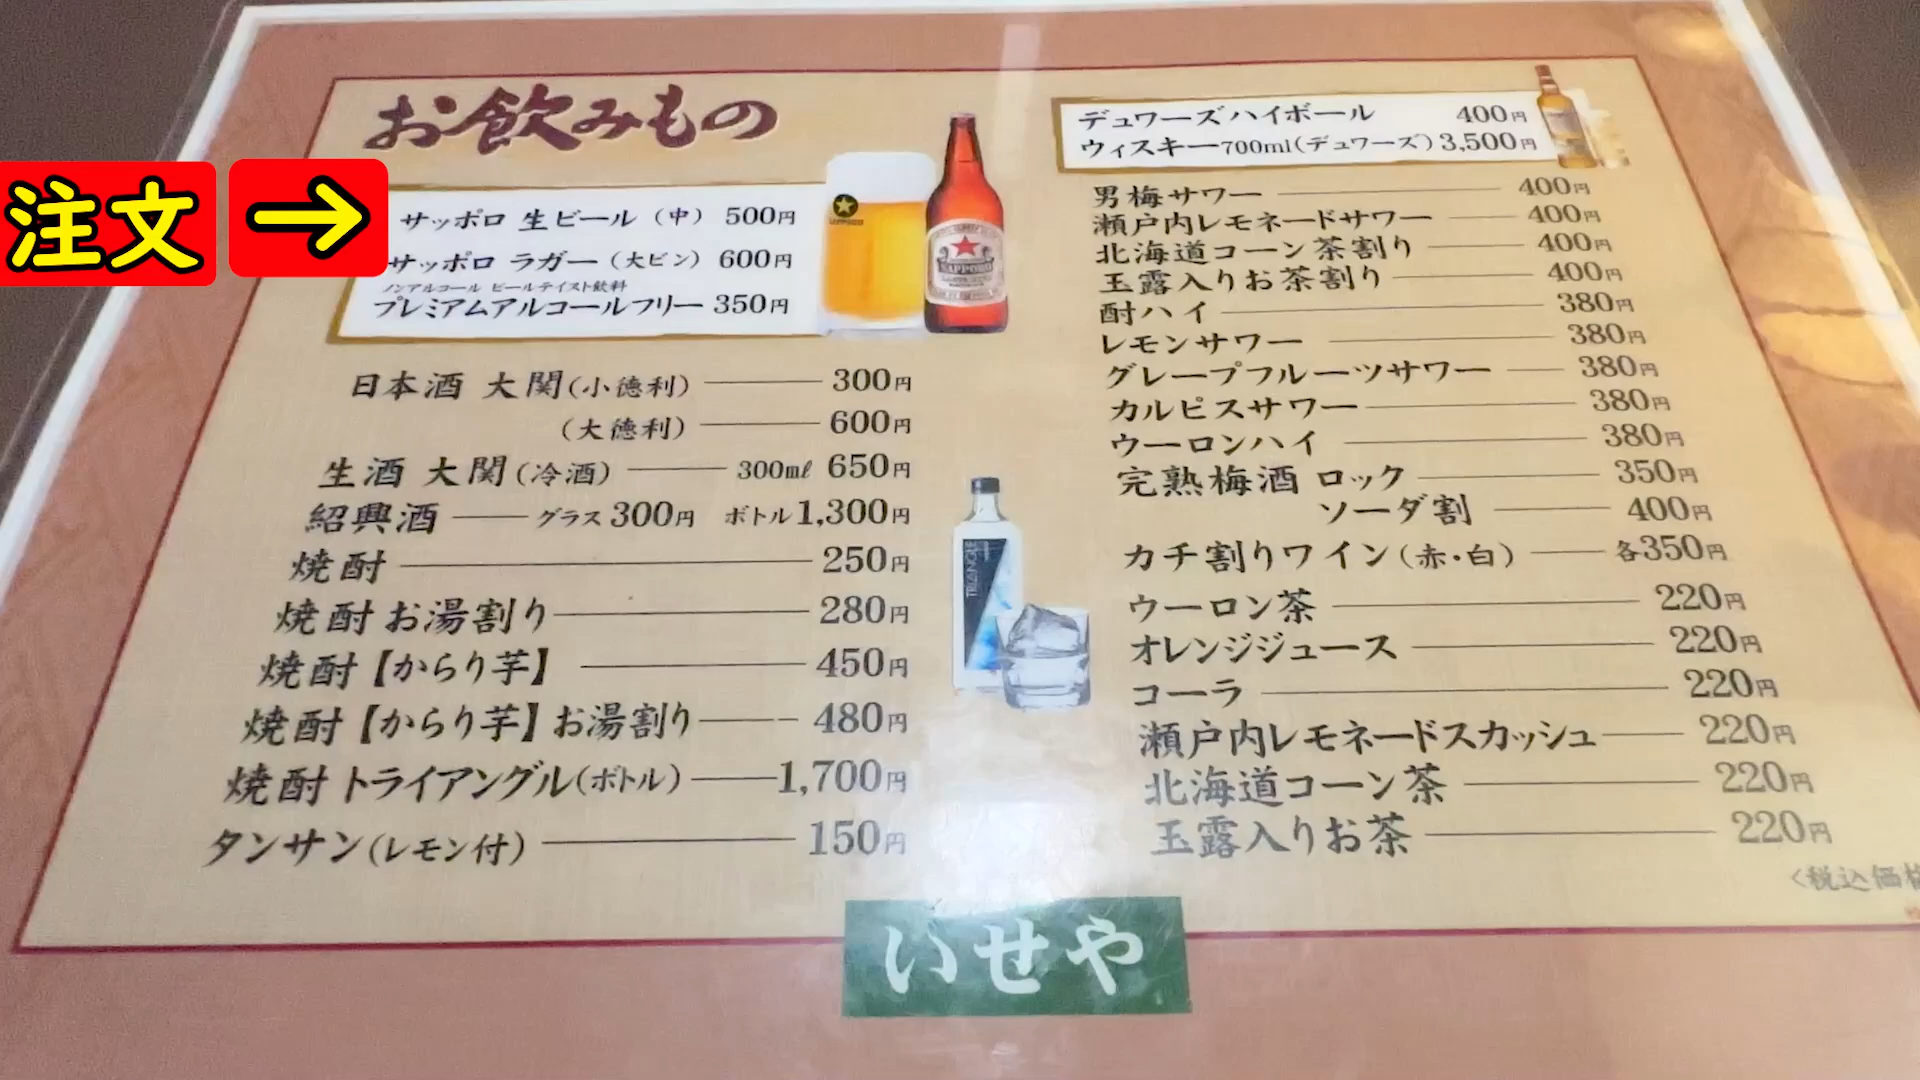 お飲みもの
注文 →
サッポロ 生ビール（中） 500円
サッポロ ラガー（大ビン） 600円
ノンアルコール ビールテイスト飲料
プレミアムアルコールフリー 350円
SAPPORO
日本酒 大関（小徳利） 300円
（大徳利） 600円
生酒 大関（冷酒） 300㎖ 650円
紹興酒 グラス 300円 ボトル 1,300円
焼酎 250円
焼酎 お湯割り 280円
焼酎【からり芋】 450円
焼酎【からり芋】お湯割り 480円
焼酎 トライアングル（ボトル） 1,700円
タンサン（レモン付） 150円
TRIANGLE
デュワーズハイボール 400円
ウィスキー700ml（デュワーズ） 3,500円
男梅サワー 400円
瀬戸内レモネードサワー 400円
北海道コーン茶割り 400円
玉露入りお茶割り 400円
酎ハイ 380円
レモンサワー 380円
グレープフルーツサワー 380円
カルピスサワー 380円
ウーロンハイ 380円
完熟梅酒 ロック 350円
ソーダ割 400円
カチ割りワイン（赤・白） 各350円
ウーロン茶 220円
オレンジジュース 220円
コーラ 220円
瀬戸内レモネードスカッシュ 220円
北海道コーン茶 220円
玉露入りお茶 220円
＜税込価格
いせや